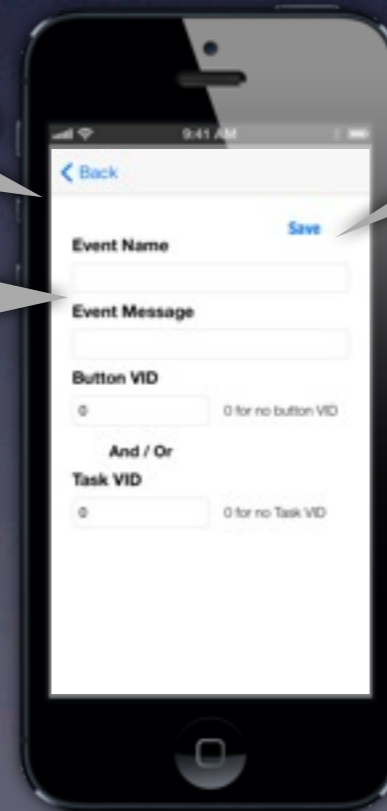 9:41 AM
Back
Save
Event Name
Event Message
Button VID
0
0 for no button VID
And / Or
Task VID
0
0 for no Task VID